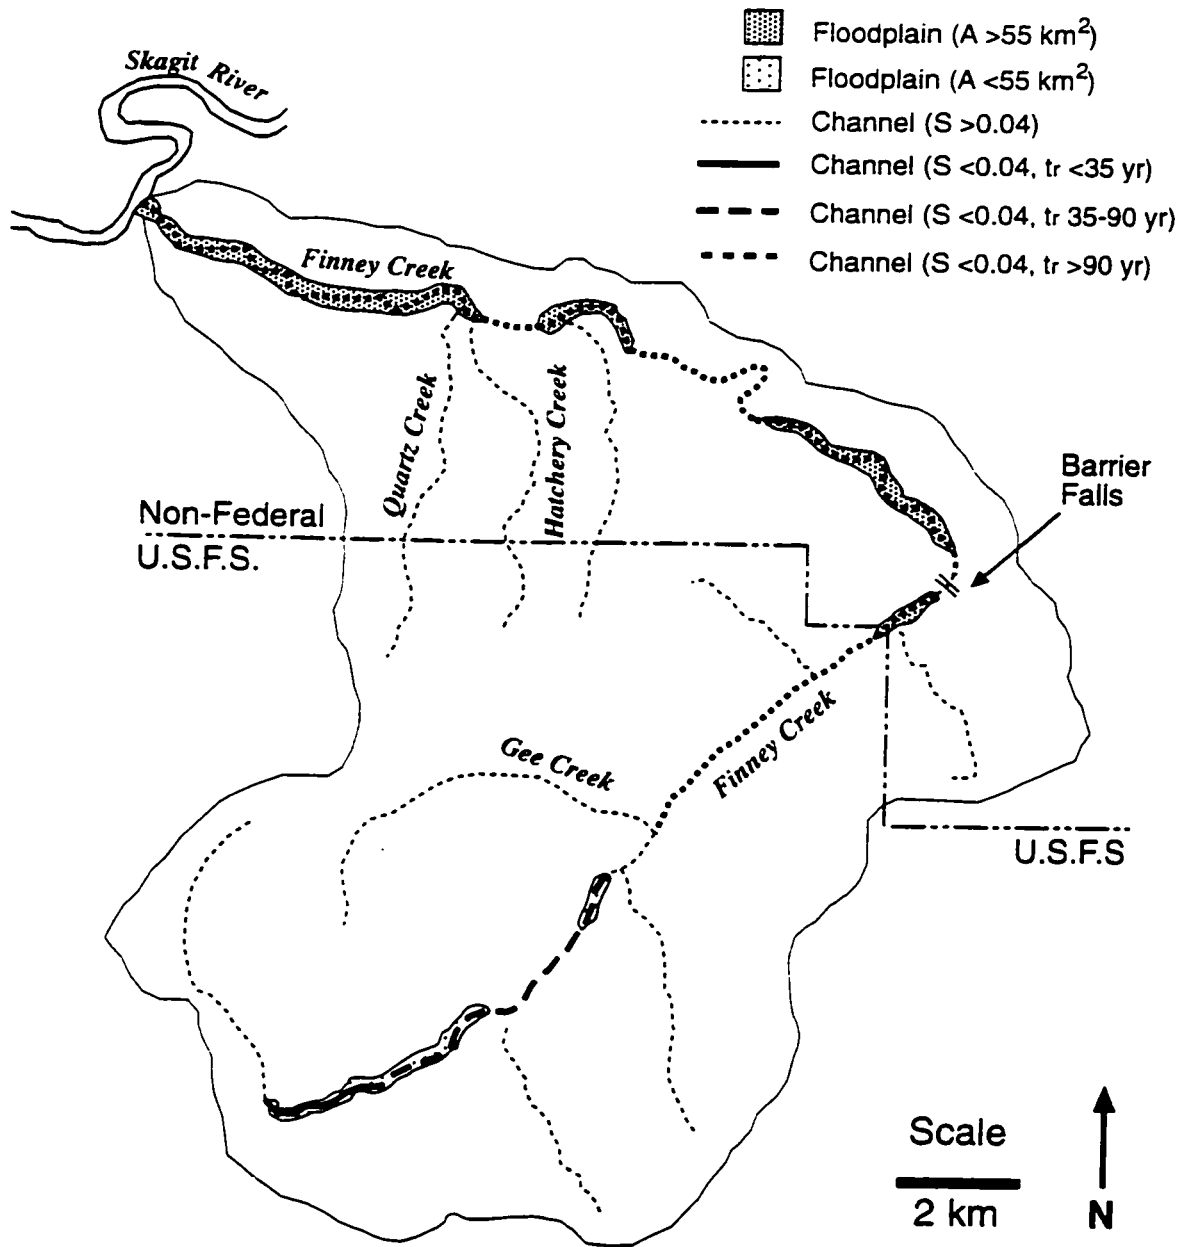 Skagit River
Floodplain (A >55 km²)
Floodplain (A <55 km²)
Channel (S >0.04)
Channel (S <0.04, tr <35 yr)
Channel (S <0.04, tr 35-90 yr)
Channel (S <0.04, tr >90 yr)
Finney Creek
Quartz Creek
Hatchery Creek
Barrier
Falls
Non-Federal
U.S.F.S.
Finney Creek
Gee Creek
U.S.F.S
Scale
2 km
N